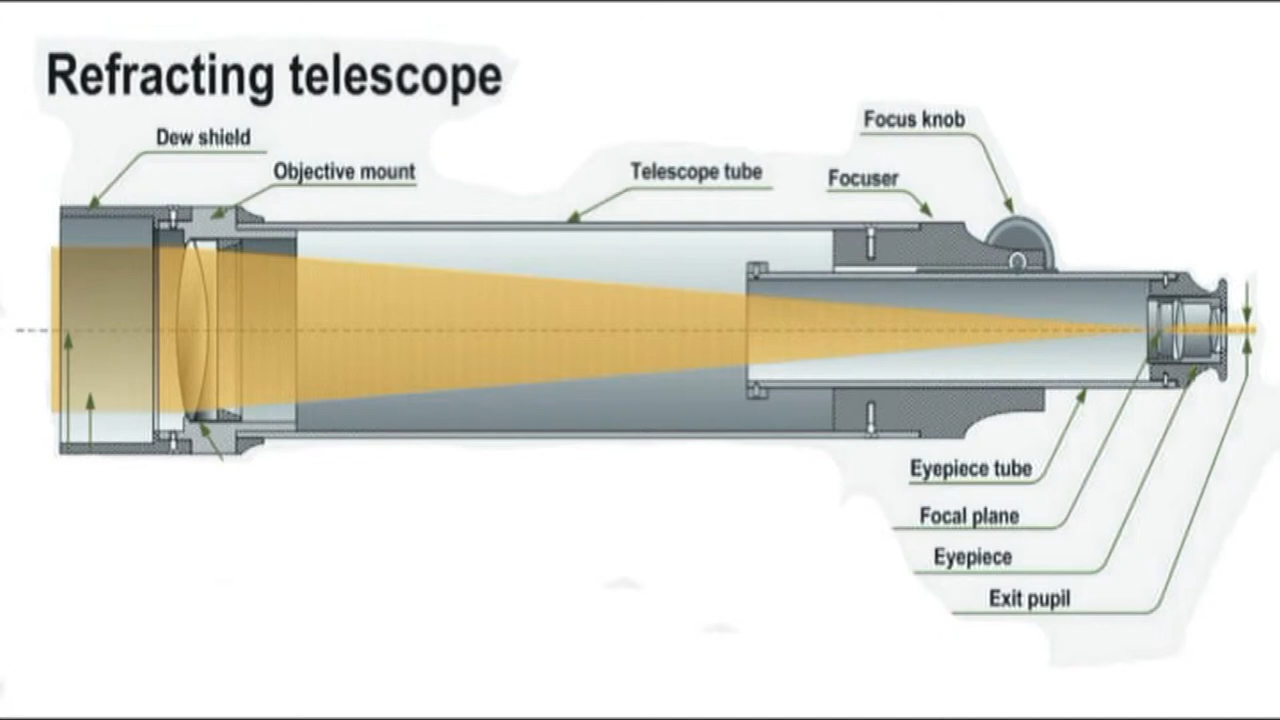 Refracting telescope
Focus knob
Dew shield
Objective mount
Telescope tube
Focuser
Eyepiece tube
Focal plane
Eyepiece
Exit pupil